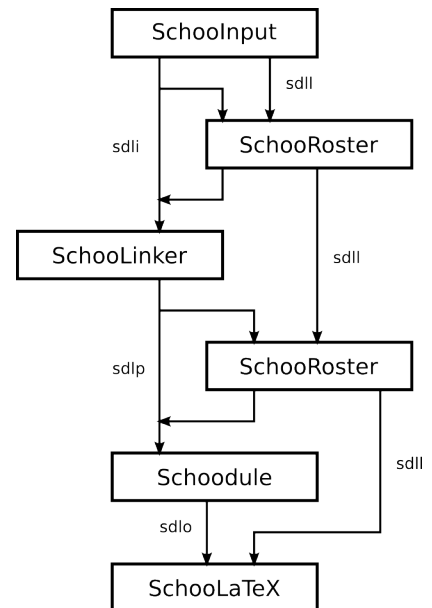 SchooInput
sdll
sdli
SchooRoster
SchooLinker
sdll
SchooRoster
sdlp
sdll
Schoodule
sdlo
SchooLaTeX